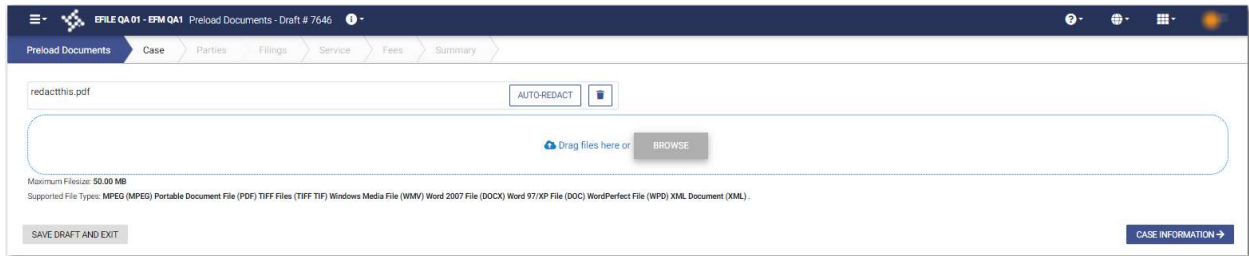 EFILE QA 01 - EFM QA1 Preload Documents - Draft # 7646
Preload Documents Case Parties Filings Service Fees Summary
redactthis.pdf AUTO-REDACT
Drag files here or BROWSE
Maximum Filesize: 50.00 MB
Supported File Types: MPEG (MPEG) Portable Document File (PDF) TIFF Files (TIFF TIF) Windows Media File (WMV) Word 2007 File (DOCX) Word 97/XP File (DOC) WordPerfect File (WPD) XML Document (XML) .
SAVE DRAFT AND EXIT CASE INFORMATION